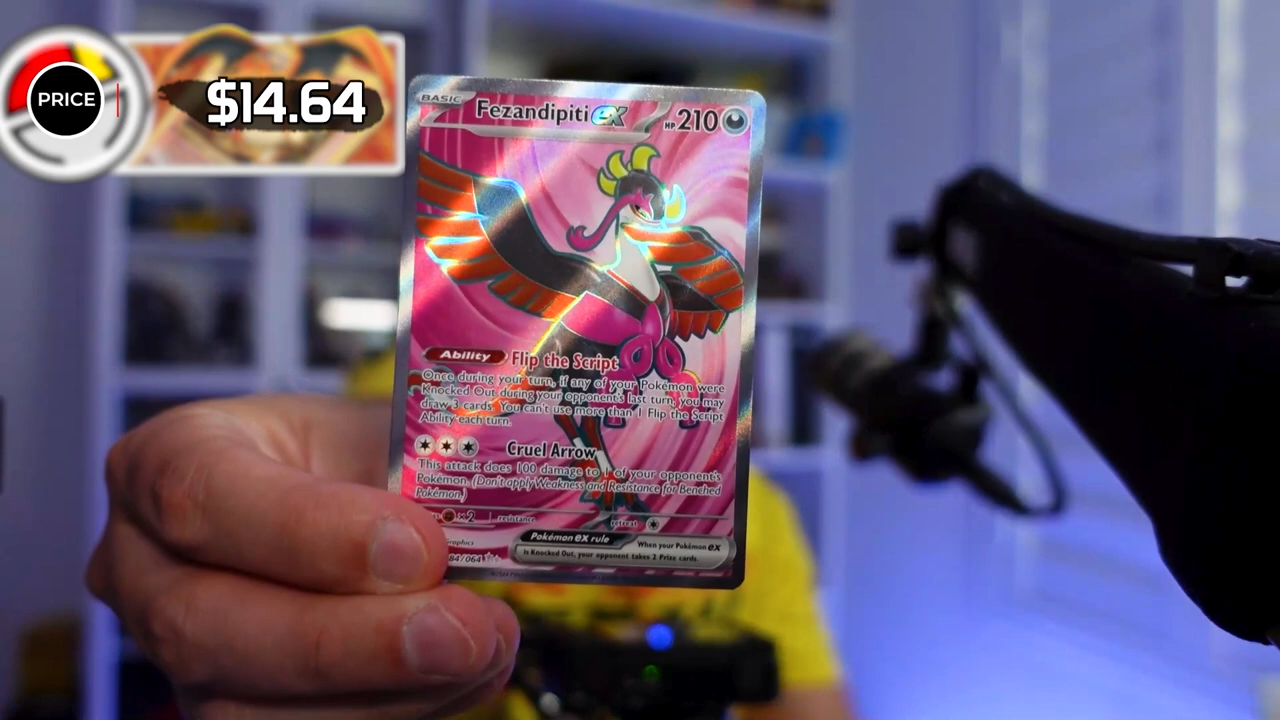 PRICE
$14.64
BASIC
Fezandipiti ex
HP 210
Ability Flip the Script
Once during your turn, if any of your Pokémon were
Knocked Out during your opponent's last turn, you may
draw 3 cards. You can't use more than 1 Flip the Script
Ability each turn.
Cruel Arrow
This attack does 100 damage to 1 of your opponent's
Pokémon. (Don't apply Weakness and Resistance for Benched
Pokémon.)
x2 resistance retreat
Pokémon ex rule
When your Pokémon ex
is Knocked Out, your opponent takes 2 Prize cards.
84/064